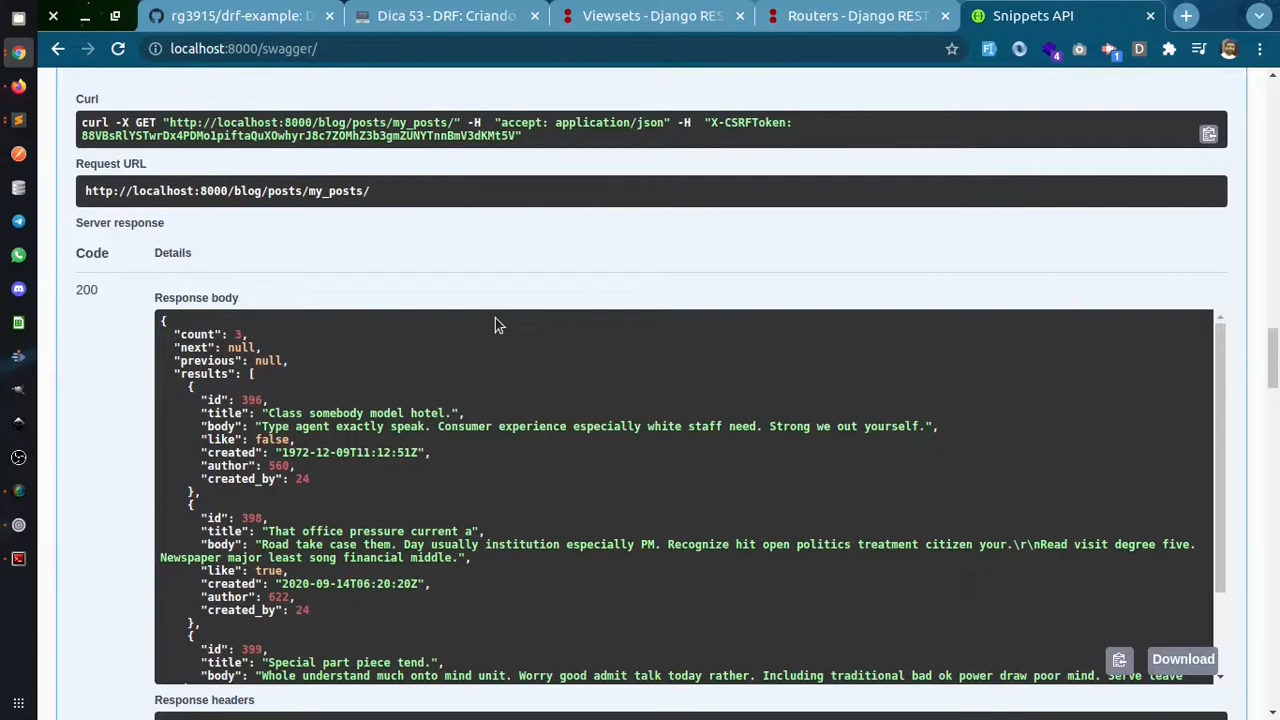 rg3915/drf-example: D
Dica 53 - DRF: Criando
Viewsets - Django RES
Routers - Django REST
Snippets API
localhost:8000/swagger/
4
1
Curl
curl -X GET "http://localhost:8000/blog/posts/my_posts/" -H  "accept: application/json" -H  "X-CSRFToken:
88VBsRlYSTwrDx4PDMo1piftaQuXOwhyrJ8c7ZOMhZ3b3gmZUNYTnnBmV3dKMt5V"
Request URL
http://localhost:8000/blog/posts/my_posts/
Server response
Code
Details
200
Response body
{
"count": 3,
"next": null,
"previous": null,
"results": [
{
"id": 396,
"title": "Class somebody model hotel.",
"body": "Type agent exactly speak. Consumer experience especially white staff need. Strong we out yourself.",
"like": false,
"created": "1972-12-09T11:12:51Z",
"author": 560,
"created_by": 24
},
{
"id": 398,
"title": "That office pressure current a",
"body": "Road take case them. Day usually institution especially PM. Recognize hit open politics treatment citizen your.\r\nRead visit degree five.
Newspaper major least song financial middle.",
"like": true,
"created": "2020-09-14T06:20:20Z",
"author": 622,
"created_by": 24
},
{
"id": 399,
"title": "Special part piece tend.",
"body": "Whole understand much onto mind unit. Worry good admit talk today rather. Including traditional bad ok power draw poor mind. Serve leave
Download
Response headers